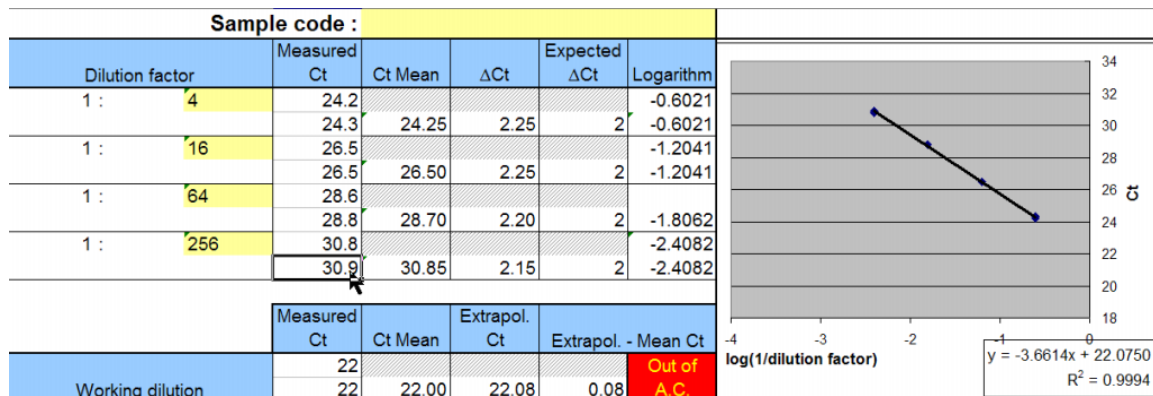 Sample code :
Dilution factor Measured Ct Ct Mean ΔCt Expected ΔCt Logarithm
1 : 4 24.2 -0.6021
24.3 24.25 2.25 2 -0.6021
1 : 16 26.5 -1.2041
26.5 26.50 2.25 2 -1.2041
1 : 64 28.6
28.8 28.70 2.20 2 -1.8062
1 : 256 30.8 -2.4082
30.9 30.85 2.15 2 -2.4082
Measured Ct Ct Mean Extrapol. Ct Extrapol. - Mean Ct
22 Out of
Working dilution 22 22.00 22.08 0.08 A.C.
34
32
30
28
26
24
22
20
18
Ct
-4 -3 -2 -1 0
log(1/dilution factor)
y = -3.6614x + 22.0750
R² = 0.9994